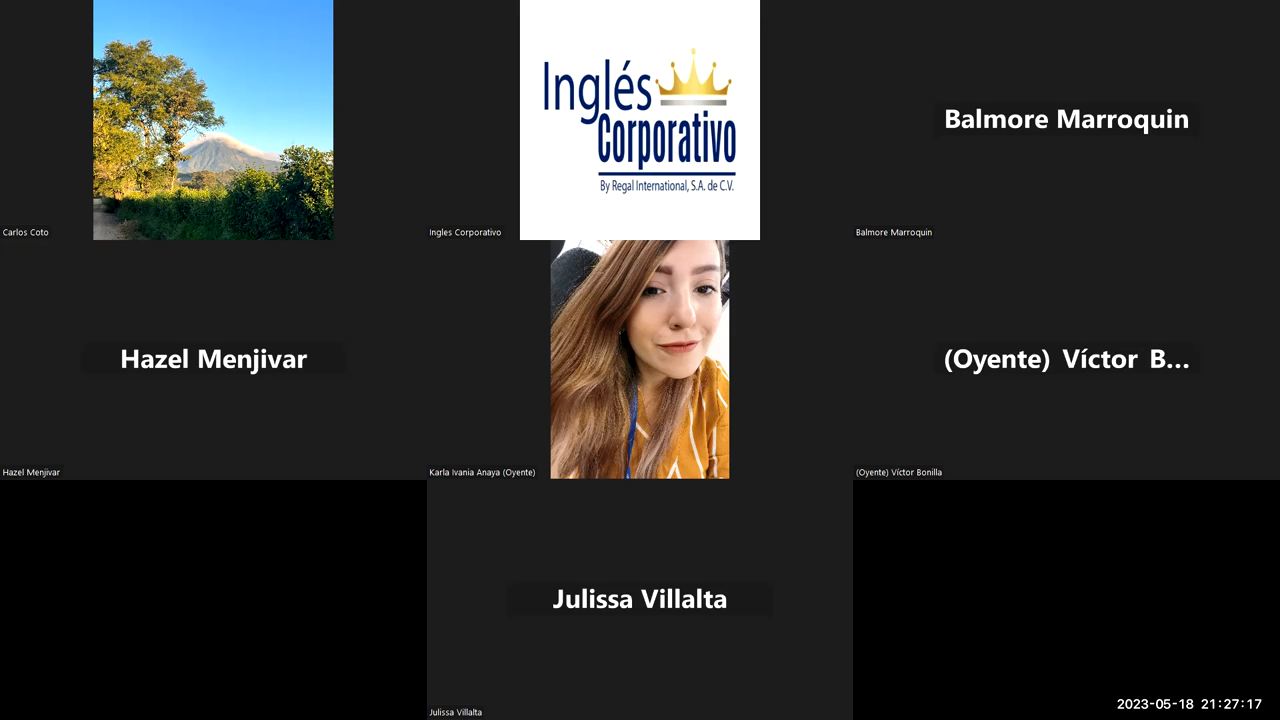 Inglés
Corporativo
By Regal International, S.A. de C.V.
Balmore Marroquin
Carlos Coto
Ingles Corporativo
Balmore Marroquin
Hazel Menjivar
(Oyente) Víctor B...
Hazel Menjivar
Karla Ivania Anaya (Oyente)
(Oyente) Víctor Bonilla
Julissa Villalta
Julissa Villalta
2023-05-18 21:27:17